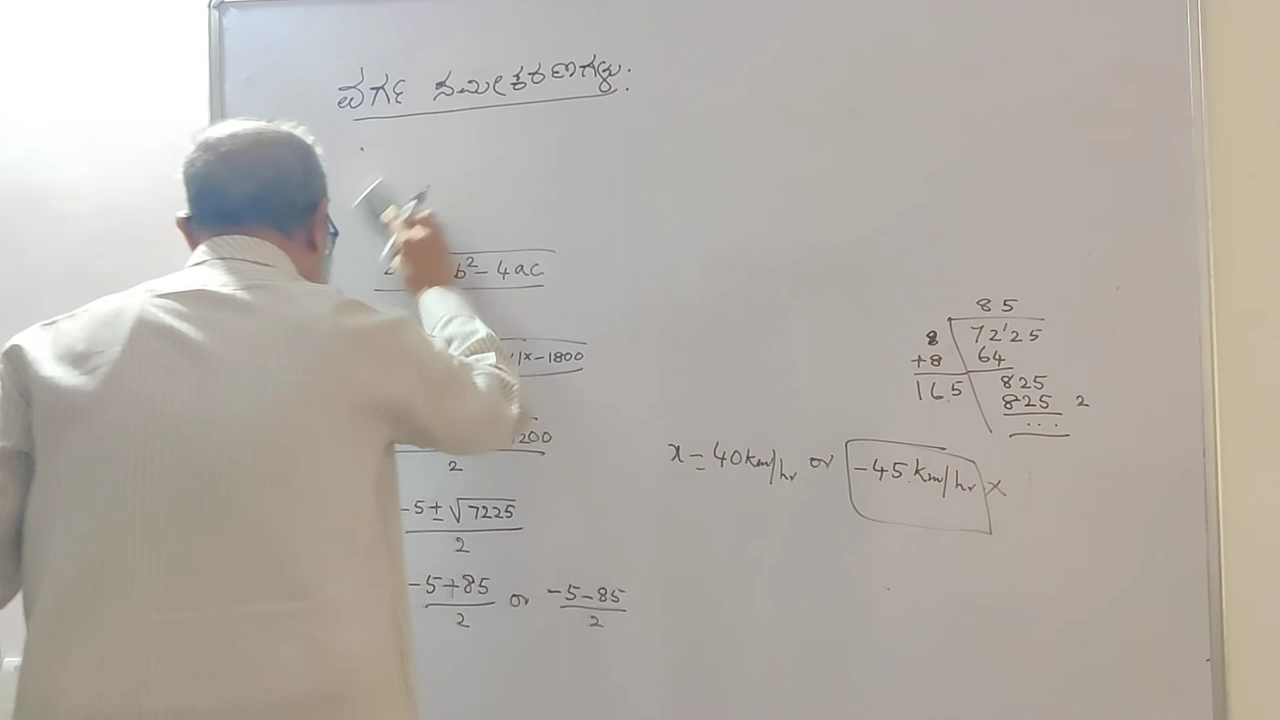 ವರ್ಗ ಸಮೀಕರಣಗಳು.
b² - 4ac
1x - 1800
200
2
-5 ± √7225
2
-5+85 or -5-85
2 2
85
8 72'25
+8 64
165 825
825 2
...
x = 40 km/hr or -45 km/hr x